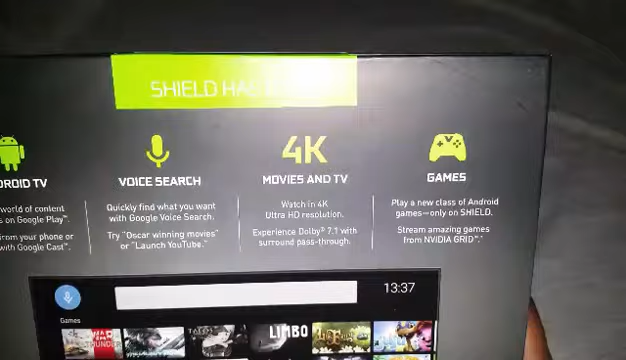 SHIELD HA
4K
DROID TV
VOICE SEARCH
MOVIES AND TV
GAMES
world of content
s on Google Play™.
from your phone or
with Google Cast™.
Quickly find what you want
with Google Voice Search.
Try "Oscar winning movies"
or "Launch YouTube."
Watch in 4K
Ultra HD resolution.
Experience Dolby® 7.1 with
surround pass-through.
Play a new class of Android
games—only on SHIELD.
Stream amazing games
from NVIDIA GRID™.*
13:37
Games
LIMBO